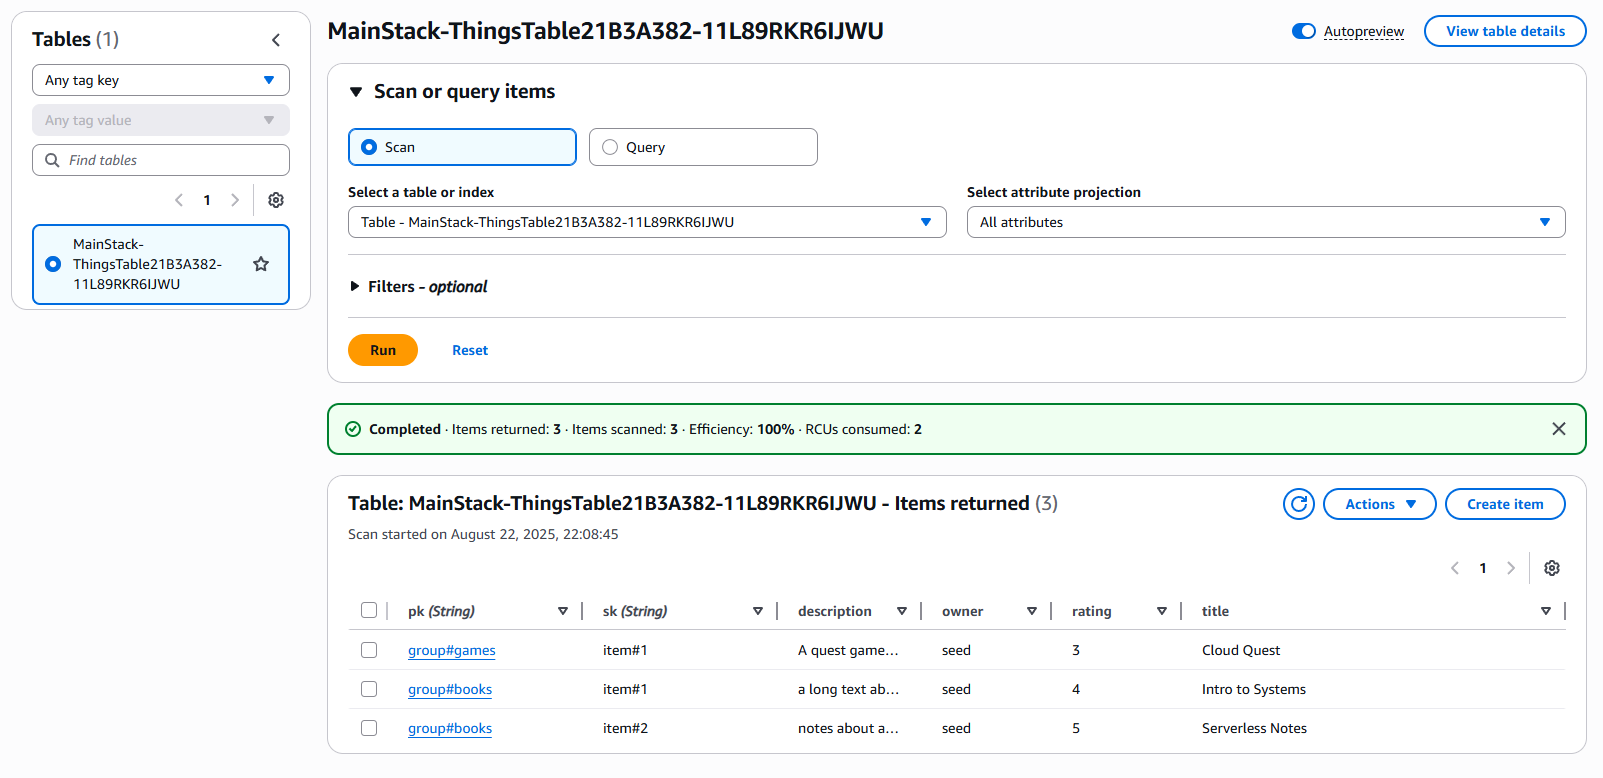 Tables (1)
Any tag key
Any tag value
Find tables
1
MainStack-
ThingsTable21B3A382-
11L89RKR6IJWU
MainStack-ThingsTable21B3A382-11L89RKR6IJWU
Autopreview
View table details
Scan or query items
Scan
Query
Select a table or index
Select attribute projection
Table - MainStack-ThingsTable21B3A382-11L89RKR6IJWU
All attributes
Filters - optional
Run
Reset
Completed · Items returned: 3 · Items scanned: 3 · Efficiency: 100% · RCUs consumed: 2
Table: MainStack-ThingsTable21B3A382-11L89RKR6IJWU - Items returned (3)
Actions
Create item
Scan started on August 22, 2025, 22:08:45
1
pk (String) sk (String) description owner rating title
group#games item#1 A quest game... seed 3 Cloud Quest
group#books item#1 a long text ab... seed 4 Intro to Systems
group#books item#2 notes about a... seed 5 Serverless Notes